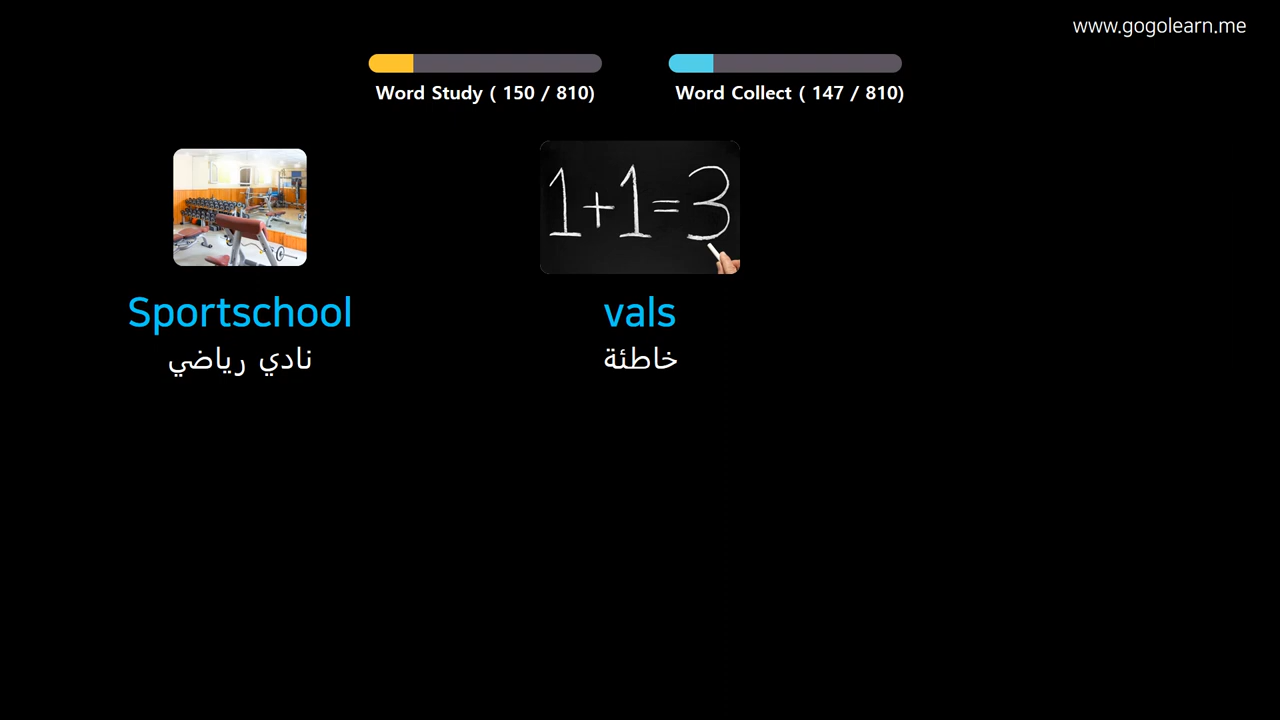 www.gogolearn.me
Word Study ( 150 / 810)
Word Collect ( 147 / 810)
1+1=3
Sportschool
نادي رياضي
vals
خاطئة